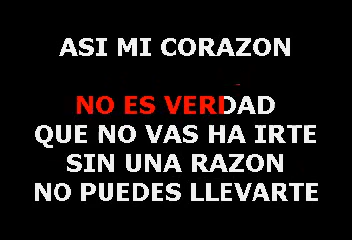 ASI MI CORAZON
NO ES VERDAD
QUE NO VAS HA IRTE
SIN UNA RAZON
NO PUEDES LLEVARTE